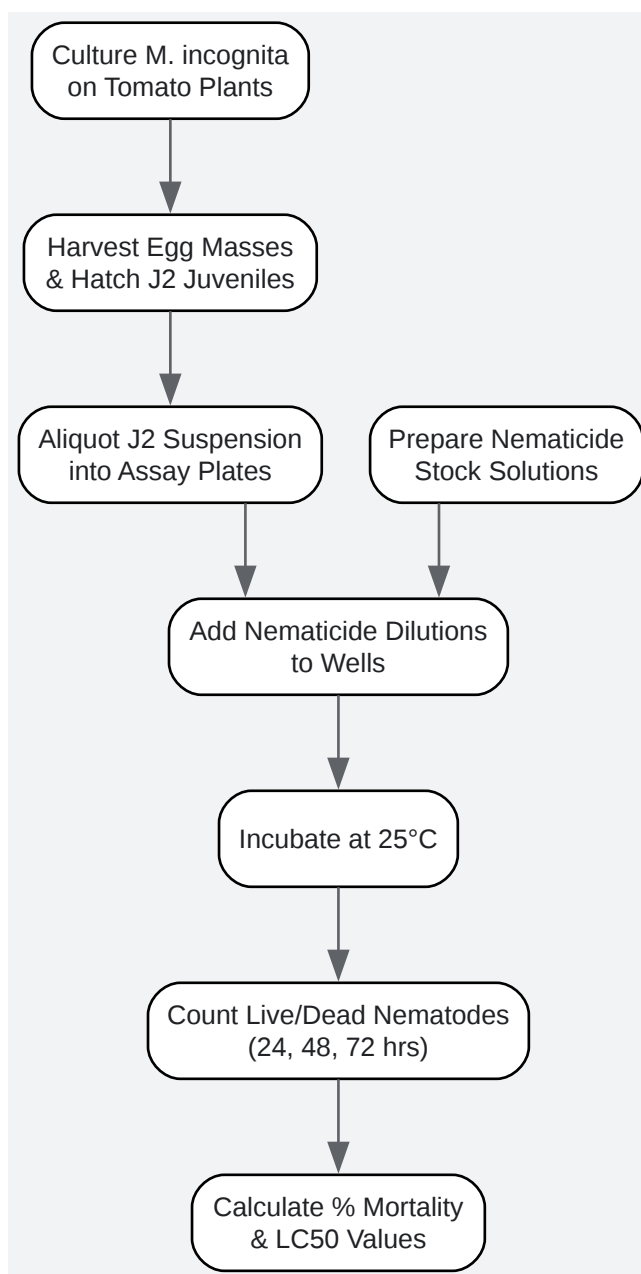 Culture M. incognita
on Tomato Plants
Harvest Egg Masses
& Hatch J2 Juveniles
Aliquot J2 Suspension
into Assay Plates
Prepare Nematicide
Stock Solutions
Add Nematicide Dilutions
to Wells
Incubate at 25°C
Count Live/Dead Nematodes
(24, 48, 72 hrs)
Calculate % Mortality
& LC50 Values